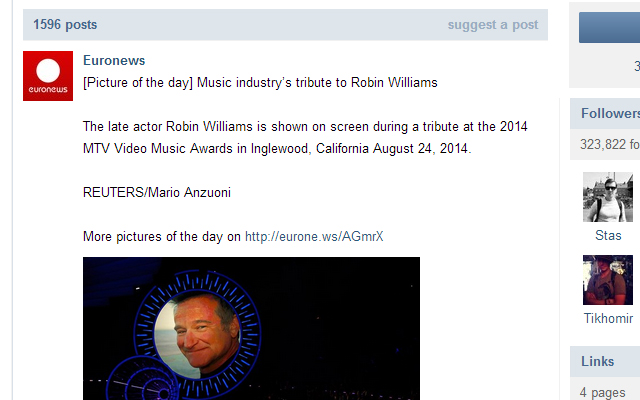 1596 posts
suggest a post
Euronews
[Picture of the day] Music industry's tribute to Robin Williams
The late actor Robin Williams is shown on screen during a tribute at the 2014
MTV Video Music Awards in Inglewood, California August 24, 2014.
REUTERS/Mario Anzuoni
More pictures of the day on http://eurone.ws/AGmrX
euronews
3
Followers
323,822 fo
Stas
Tikhomir
Links
4 pages